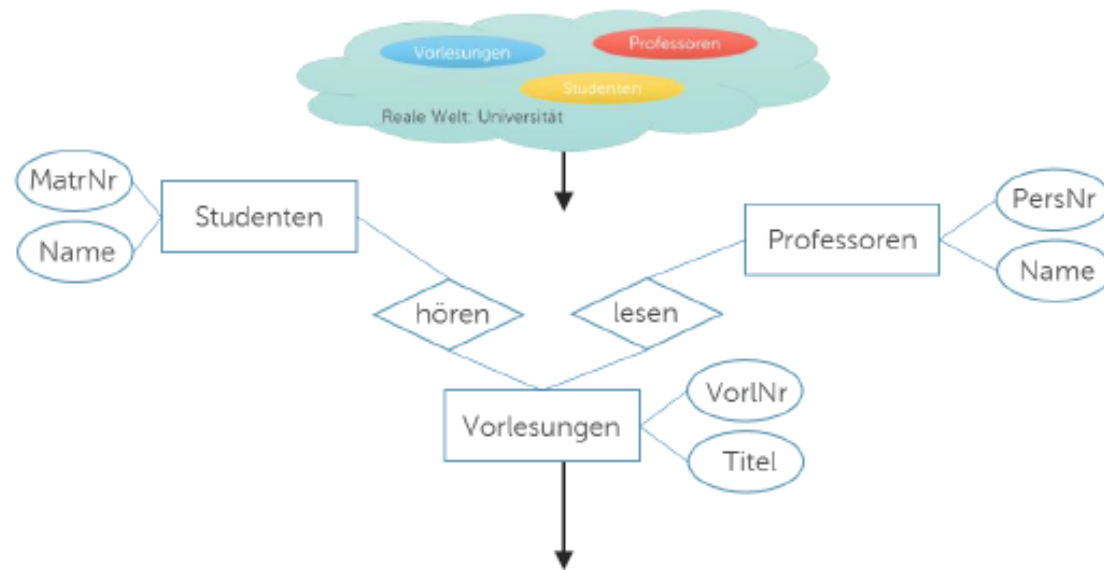 Vorlesungen
Professoren
Studenten
Reale Welt: Universität
MatrNr
Name
Studenten
Professoren
PersNr
Name
hören
lesen
Vorlesungen
VorlNr
Titel